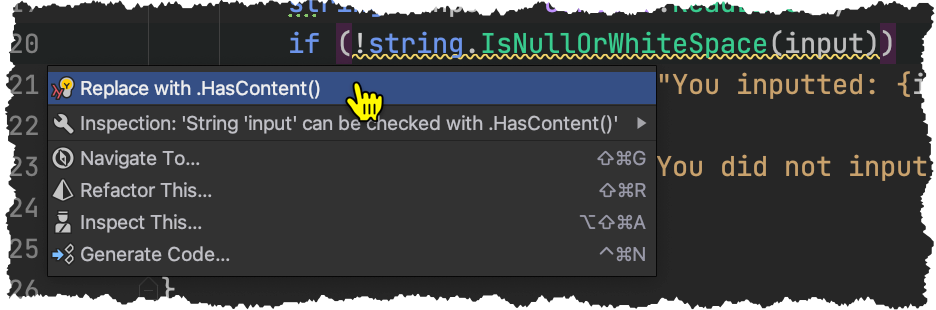 20 if (!string.IsNullOrWhiteSpace(input))
21 "You inputted: {i
22
23 You did not input
24
25
26 }
Replace with .HasContent()
Inspection: 'String 'input' can be checked with .HasContent()'
Navigate To... ⇧⌘G
Refactor This... ⇧⌘R
Inspect This... ⌥⇧⌘A
Generate Code... ^⌘N